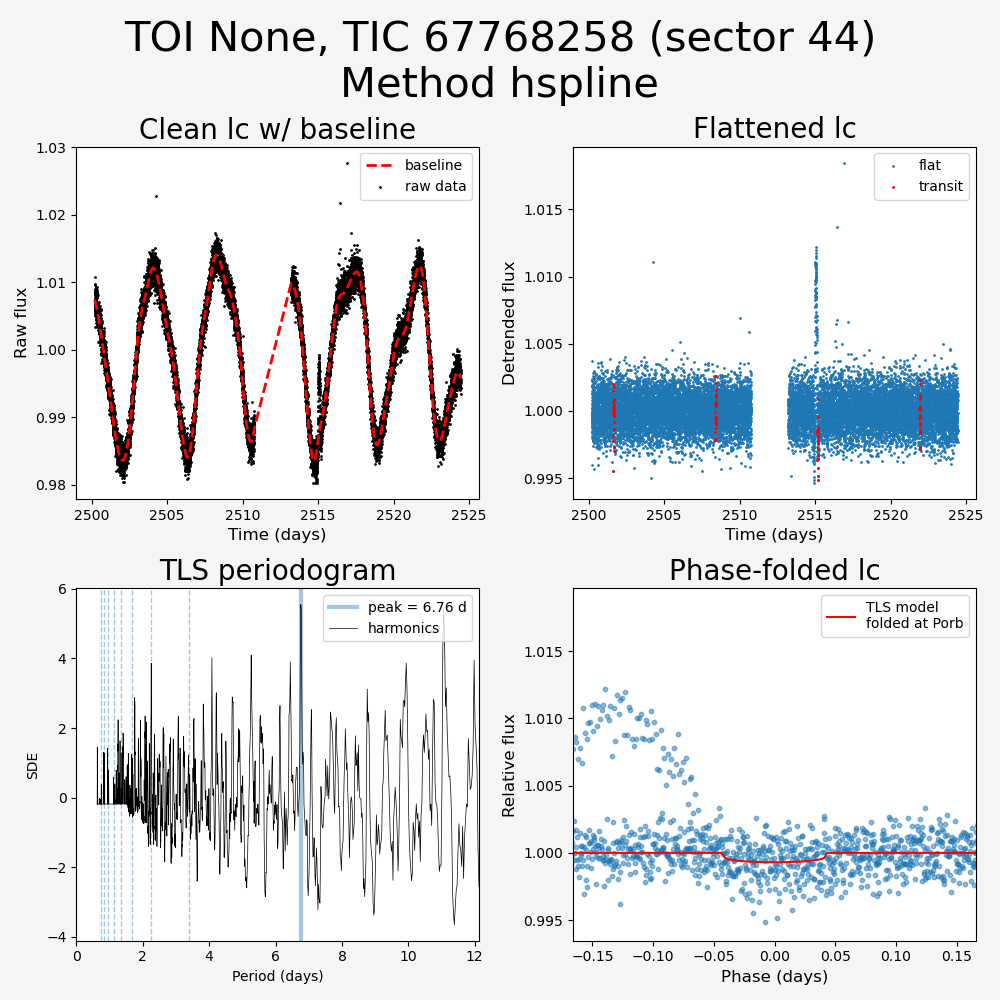 TOI None, TIC 67768258 (sector 44)
Method hspline
Clean lc w/ baseline
1.03
1.02
1.01
1.00
0.99
0.98
Raw flux
baseline
raw data
2500
2505
2510
2515
2520
2525
Time (days)
Flattened lc
1.015
1.010
1.005
1.000
0.995
Detrended flux
flat
transit
2500
2505
2510
2515
2520
2525
Time (days)
TLS periodogram
6
4
2
0
−2
−4
SDE
peak = 6.76 d
harmonics
0
2
4
6
8
10
12
Period (days)
Phase-folded lc
1.015
1.010
1.005
1.000
0.995
Relative flux
TLS model
folded at Porb
−0.15
−0.10
−0.05
0.00
0.05
0.10
0.15
Phase (days)